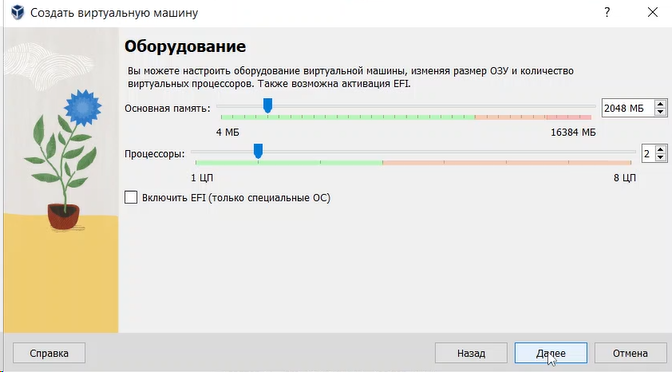 Создать виртуальную машину
Оборудование
Вы можете настроить оборудование виртуальной машины, изменяя размер ОЗУ и количество
виртуальных процессоров. Также возможна активация EFI.
Основная память: 2048 МБ
4 МБ 16384 МБ
Процессоры: 2
1 ЦП 8 ЦП
Включить EFI (только специальные ОС)
Справка Назад Далее Отмена